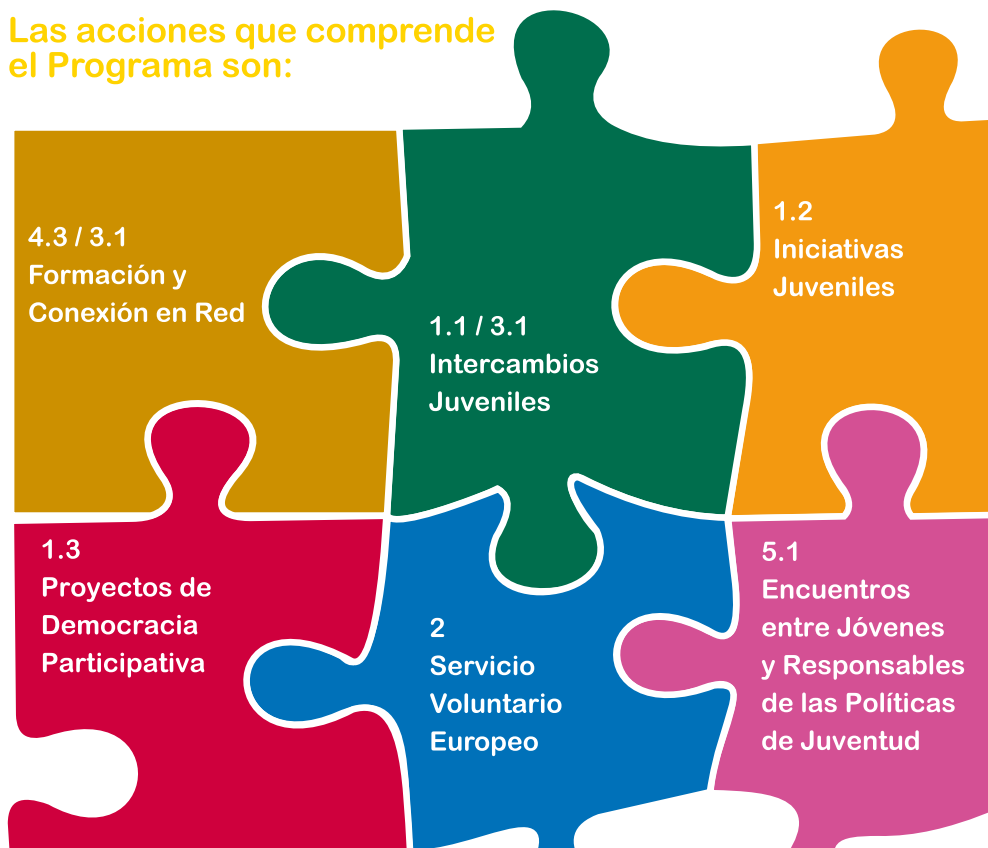 Las acciones que comprende
el Programa son:
4.3 / 3.1
Formación y
Conexión en Red
1.1 / 3.1
Intercambios
Juveniles
1.2
Iniciativas
Juveniles
1.3
Proyectos de
Democracia
Participativa
2
Servicio
Voluntario
Europeo
5.1
Encuentros
entre Jóvenes
y Responsables
de las Políticas
de Juventud